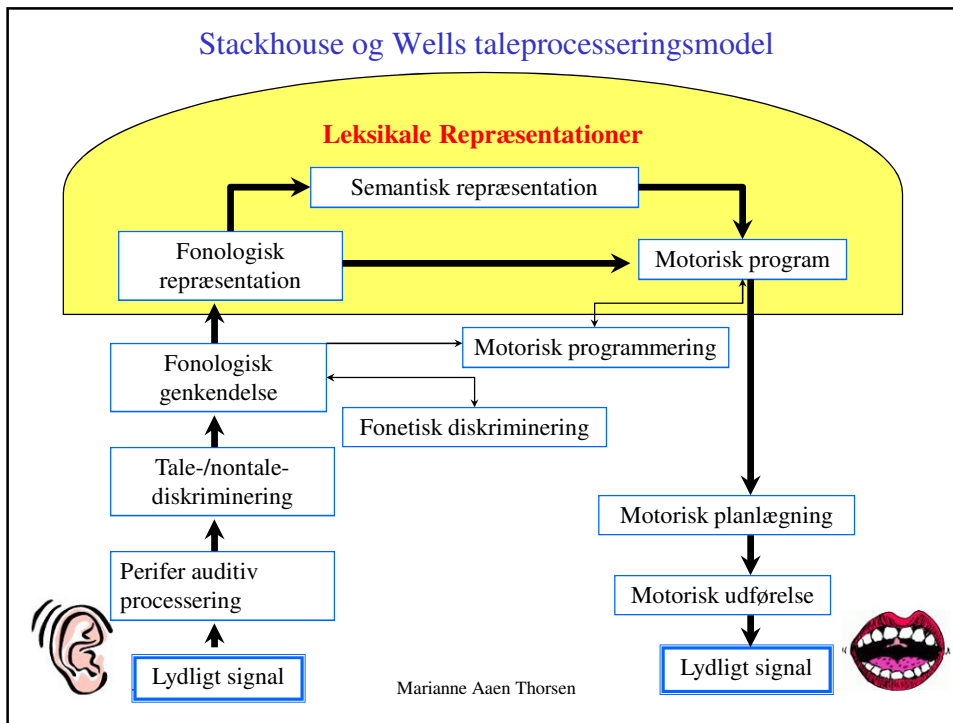 Stackhouse og Wells taleprocesseringsmodel
Leksikale Repræsentationer
Semantisk repræsentation
Fonologisk
repræsentation
Motorisk program
Motorisk programmering
Fonologisk
genkendelse
Fonetisk diskriminering
Tale-/nontale-
diskriminering
Motorisk planlægning
Perifer auditiv
processering
Motorisk udførelse
Lydligt signal
Lydligt signal
Marianne Aaen Thorsen